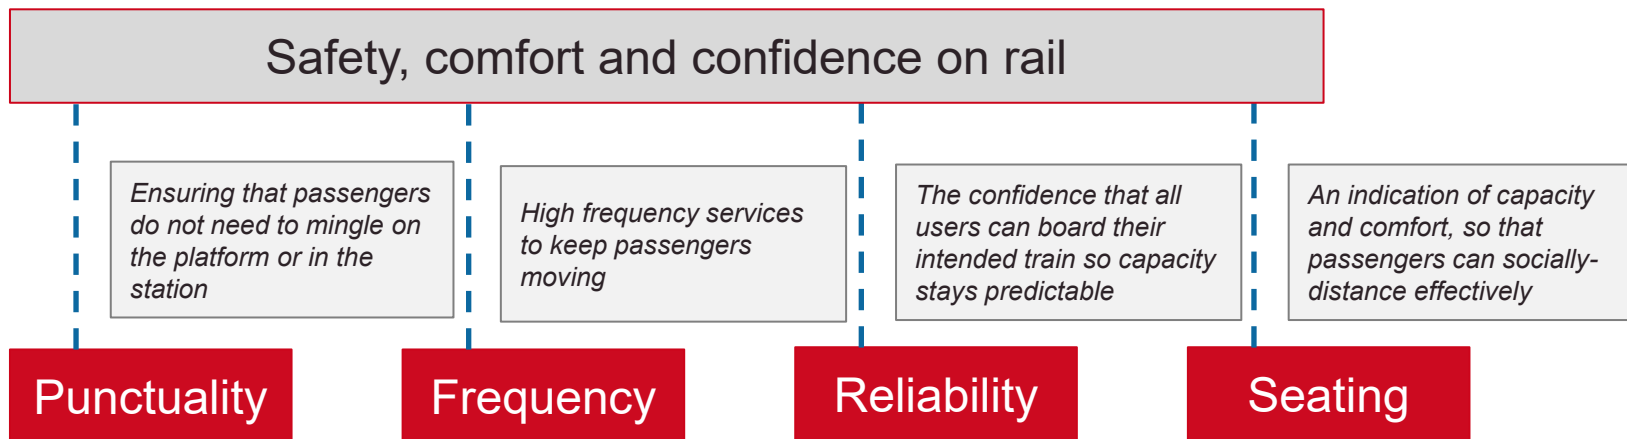 Safety, comfort and confidence on rail
Ensuring that passengers
do not need to mingle on
the platform or in the
station
High frequency services
to keep passengers
moving
The confidence that all
users can board their
intended train so capacity
stays predictable
An indication of capacity
and comfort, so that
passengers can socially-
distance effectively
Punctuality
Frequency
Reliability
Seating